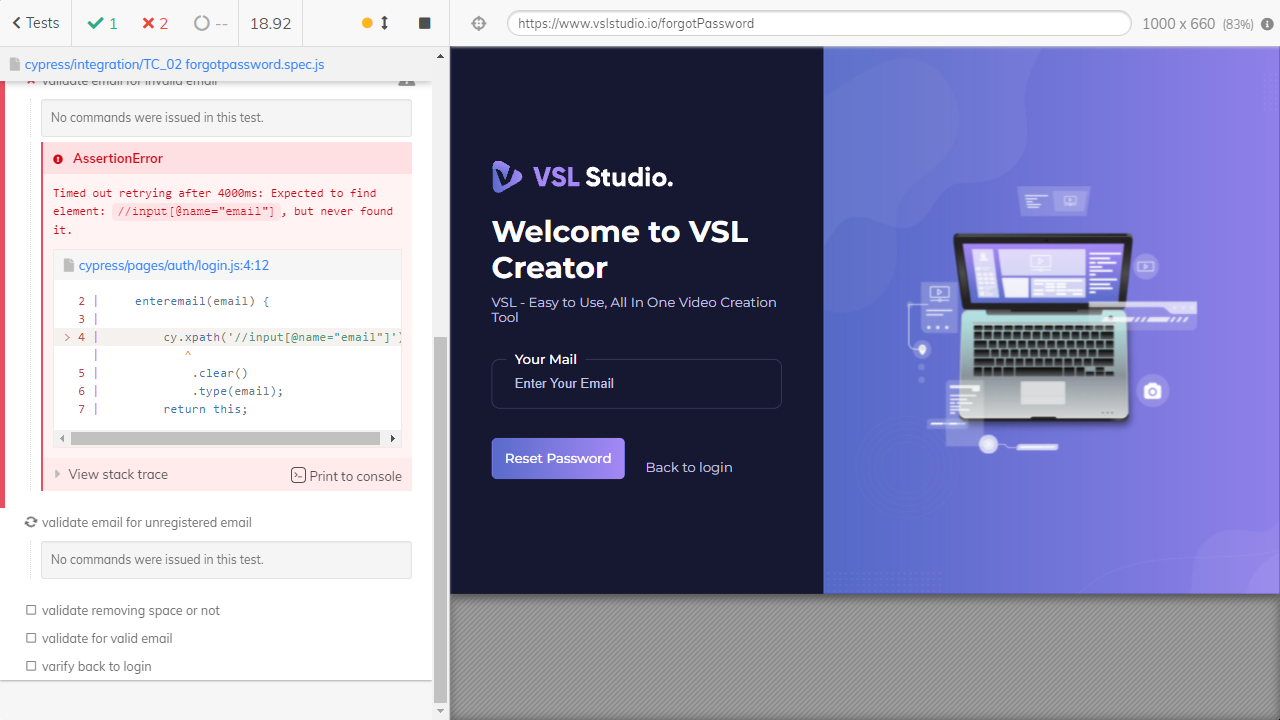 Tests
1
2
--
18.92
https://www.vslstudio.io/forgotPassword
1000 x 660 (83%)
cypress/integration/TC_02 forgotpassword.spec.js
validate email for invalid email
No commands were issued in this test.
AssertionError
Timed out retrying after 4000ms: Expected to find
element: //input[@name="email"] , but never found
it.
cypress/pages/auth/login.js:4:12
2 | enteremail(email) {
3 |
> 4 | cy.xpath('//input[@name="email"]')
| ^
5 | .clear()
6 | .type(email);
7 | return this;
View stack trace
Print to console
validate email for unregistered email
No commands were issued in this test.
validate removing space or not
validate for valid email
varify back to login
VSL Studio.
Welcome to VSL
Creator
VSL - Easy to Use, All In One Video Creation
Tool
Your Mail
Enter Your Email
Reset Password
Back to login